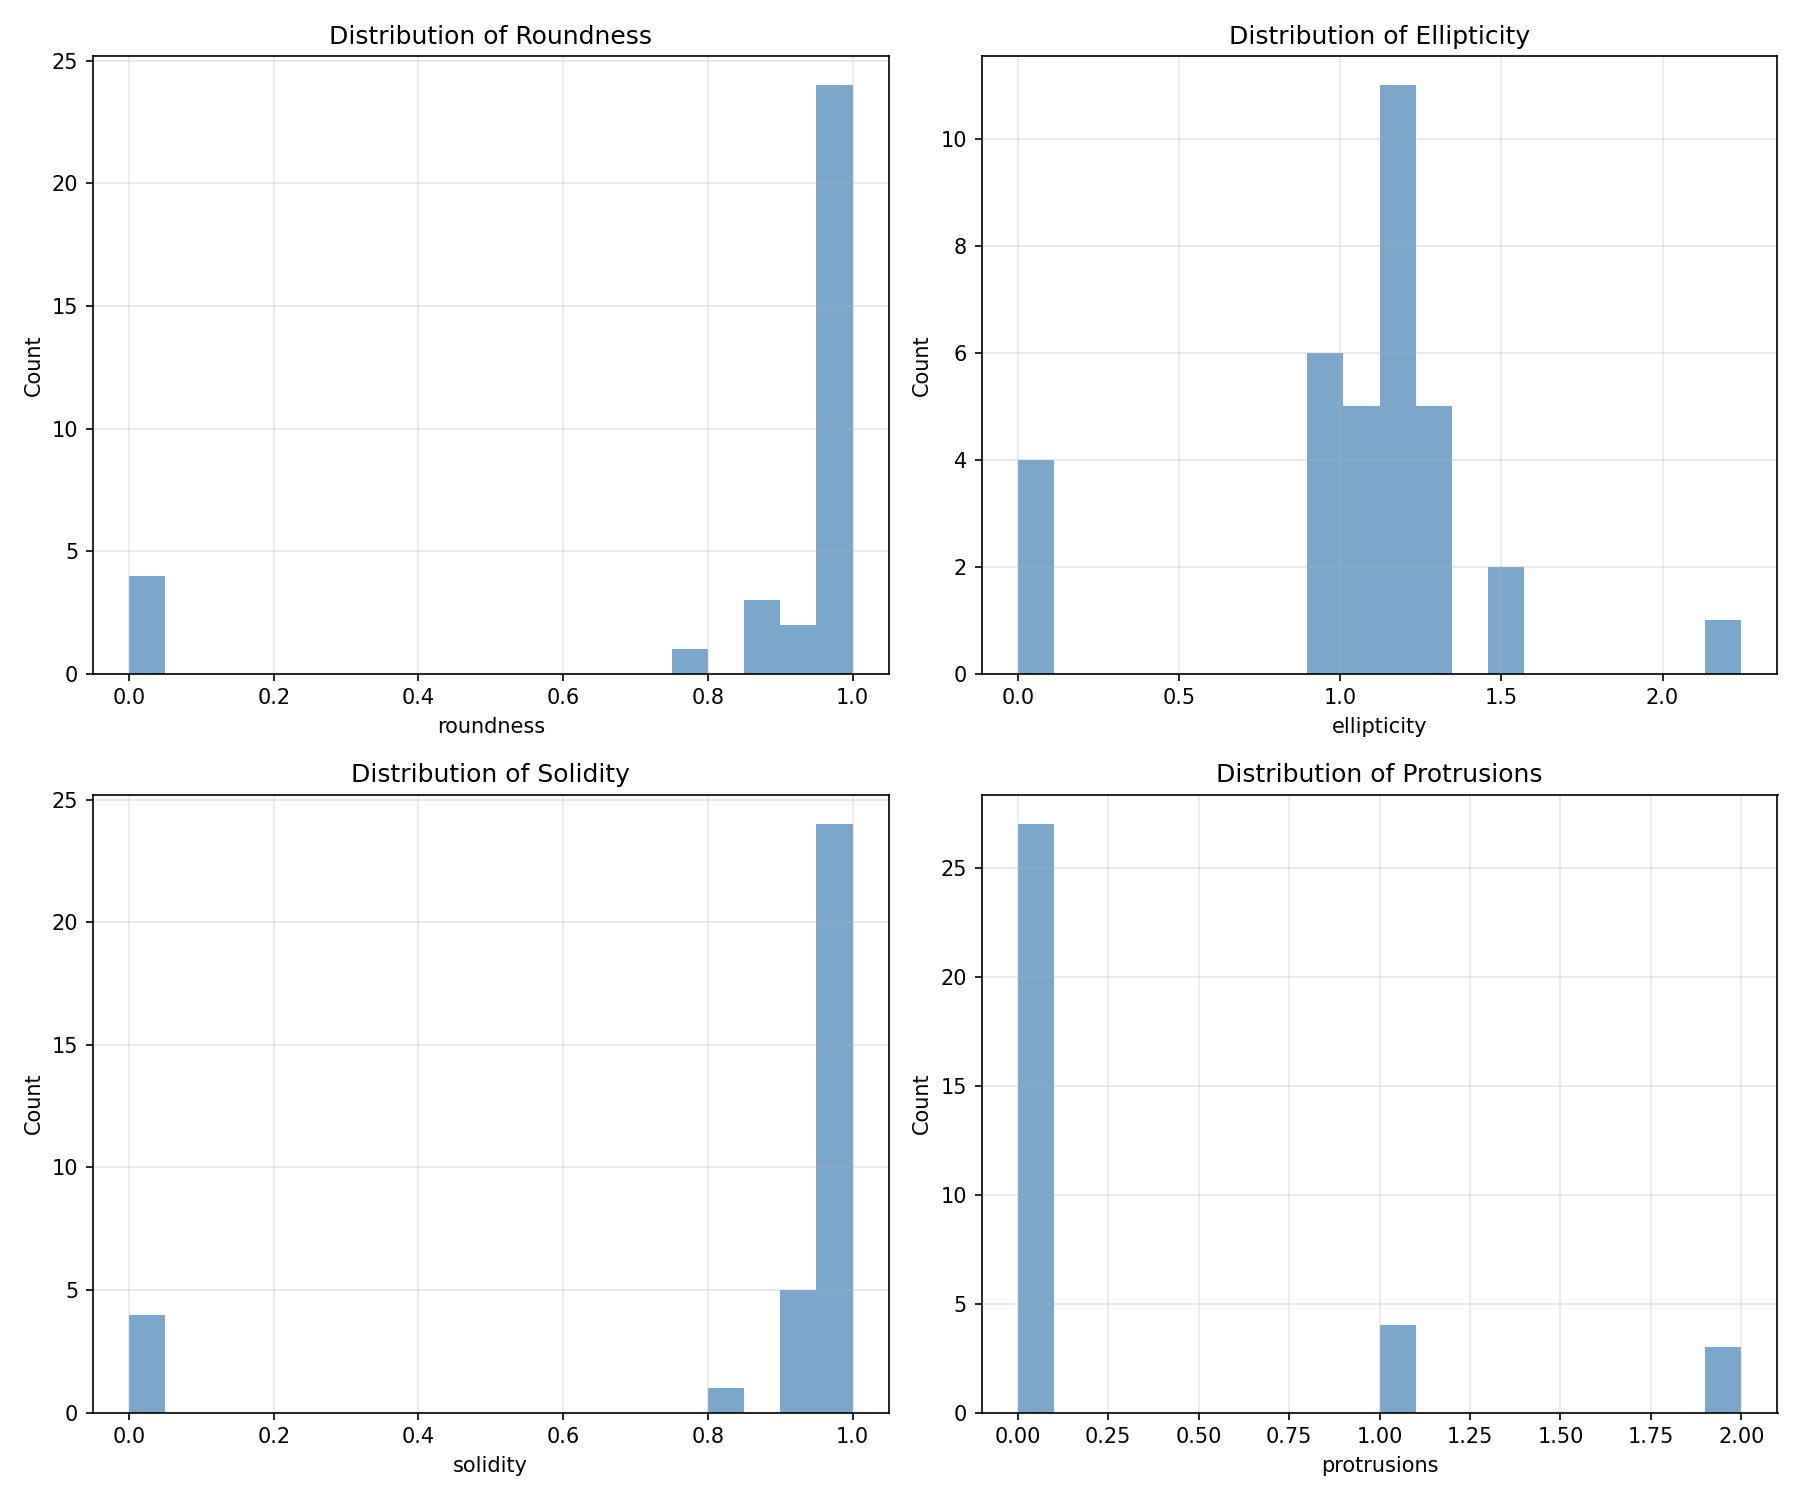 Distribution of Roundness
25
20
15
10
5
0
Count
0.0 0.2 0.4 0.6 0.8 1.0
roundness
Distribution of Ellipticity
10
8
6
4
2
0
Count
0.0 0.5 1.0 1.5 2.0
ellipticity
Distribution of Solidity
25
20
15
10
5
0
Count
0.0 0.2 0.4 0.6 0.8 1.0
solidity
Distribution of Protrusions
25
20
15
10
5
0
Count
0.00 0.25 0.50 0.75 1.00 1.25 1.50 1.75 2.00
protrusions